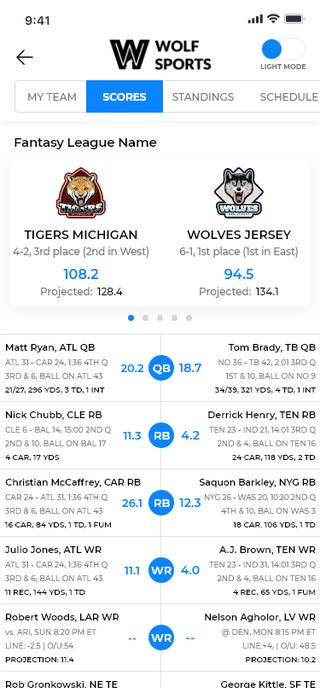 9:41
WOLF
SPORTS
LIGHT MODE
MY TEAM
SCORES
STANDINGS
SCHEDULE
Fantasy League Name
TIGERS
TIGERS MICHIGAN
4-2, 3rd place (2nd in West)
108.2
Projected: 128.4
WOLVES
WOLVES JERSEY
6-1, 1st place (1st in East)
94.5
Projected: 134.1
Matt Ryan, ATL QB
ATL 31 - CAR 24, 1:36 4TH Q
3RD & 6, BALL ON ATL 43
21/27, 296 YDS, 3 TD, 1 INT
20.2 QB 18.7
Tom Brady, TB QB
NO 36 - TB 42, 2:01 3RD Q
1ST & 10, BALL ON NO 9
34/39, 321 YDS, 4 TD, 1 INT
Nick Chubb, CLE RB
CLE 6 - BAL 14, 15:00 2ND Q
2ND & 10, BALL ON BAL 17
4 CAR, 17 YDS
11.3 RB 4.2
Derrick Henry, TEN RB
TEN 23 - IND 21, 14:01 3RD Q
2ND & 4, BALL ON TEN 16
24 CAR, 118 YDS, 2 TD
Christian McCaffrey, CAR RB
CAR 24 - ATL 31, 1:36 4TH Q
3RD & 6, BALL ON ATL 43
16 CAR, 84 YDS, 1 TD, 1 FUM
26.1 RB 12.3
Saquon Barkley, NYG RB
NYG 26 - WAS 20, 10:20 2ND Q
4TH & 10, BAL ON WAS 3
18 CAR. 106 YDS, 1 TD
Julio Jones, ATL WR
ATL 31 - CAR 24, 1:36 4TH Q
3RD & 6, BALL ON ATL 43
11 REC, 144 YDS, 1 TD
11.1 WR 4.0
A.J. Brown, TEN WR
TEN 23 - IND 21, 14:01 3RD Q
2ND & 4, BALL ON TEN 16
4 REC, 65 YDS, 1 FUM
Robert Woods, LAR WR
vs. ARI, SUN 8:20 PM ET
LINE: -2.5 | O/U:54
PROJECTION: 11.4
-- WR --
Nelson Agholor, LV WR
@ DEN, MON 8:15 PM ET
LINE:+4, | O/U: 48.5
PROJECTION: 10.2
Rob Gronkowski, NE TE
George Kittle, SF TE